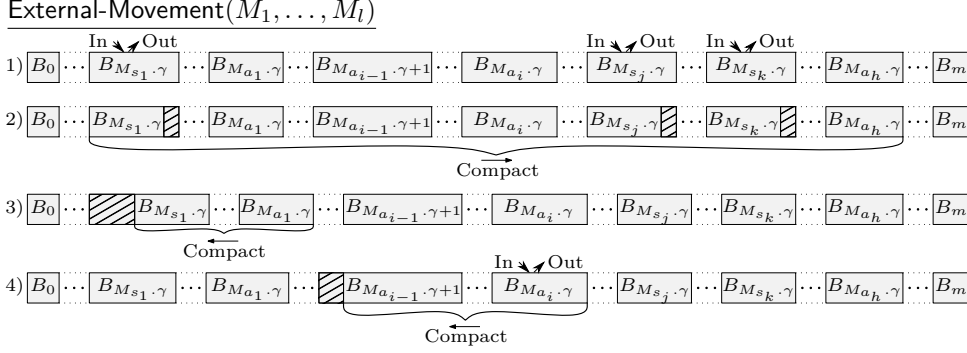 External-Movement(M_1, …, M_l)
In Out In Out In Out
1) B_0 ⋯ B_{M_{s_1}·γ} ⋯ B_{M_{a_1}·γ} ⋯ B_{M_{a_{i-1}}·γ+1} ⋯ B_{M_{a_i}·γ} ⋯ B_{M_{s_j}·γ} ⋯ B_{M_{s_k}·γ} ⋯ B_{M_{a_h}·γ} ⋯ B_m
2) B_0 ⋯ B_{M_{s_1}·γ} ⋯ B_{M_{a_1}·γ} ⋯ B_{M_{a_{i-1}}·γ+1} ⋯ B_{M_{a_i}·γ} ⋯ B_{M_{s_j}·γ} ⋯ B_{M_{s_k}·γ} ⋯ B_{M_{a_h}·γ} ⋯ B_m
Compact
3) B_0 ⋯ B_{M_{s_1}·γ} ⋯ B_{M_{a_1}·γ} ⋯ B_{M_{a_{i-1}}·γ+1} ⋯ B_{M_{a_i}·γ} ⋯ B_{M_{s_j}·γ} ⋯ B_{M_{s_k}·γ} ⋯ B_{M_{a_h}·γ} ⋯ B_m
Compact
In Out
4) B_0 ⋯ B_{M_{s_1}·γ} ⋯ B_{M_{a_1}·γ} ⋯ B_{M_{a_{i-1}}·γ+1} ⋯ B_{M_{a_i}·γ} ⋯ B_{M_{s_j}·γ} ⋯ B_{M_{s_k}·γ} ⋯ B_{M_{a_h}·γ} ⋯ B_m
Compact